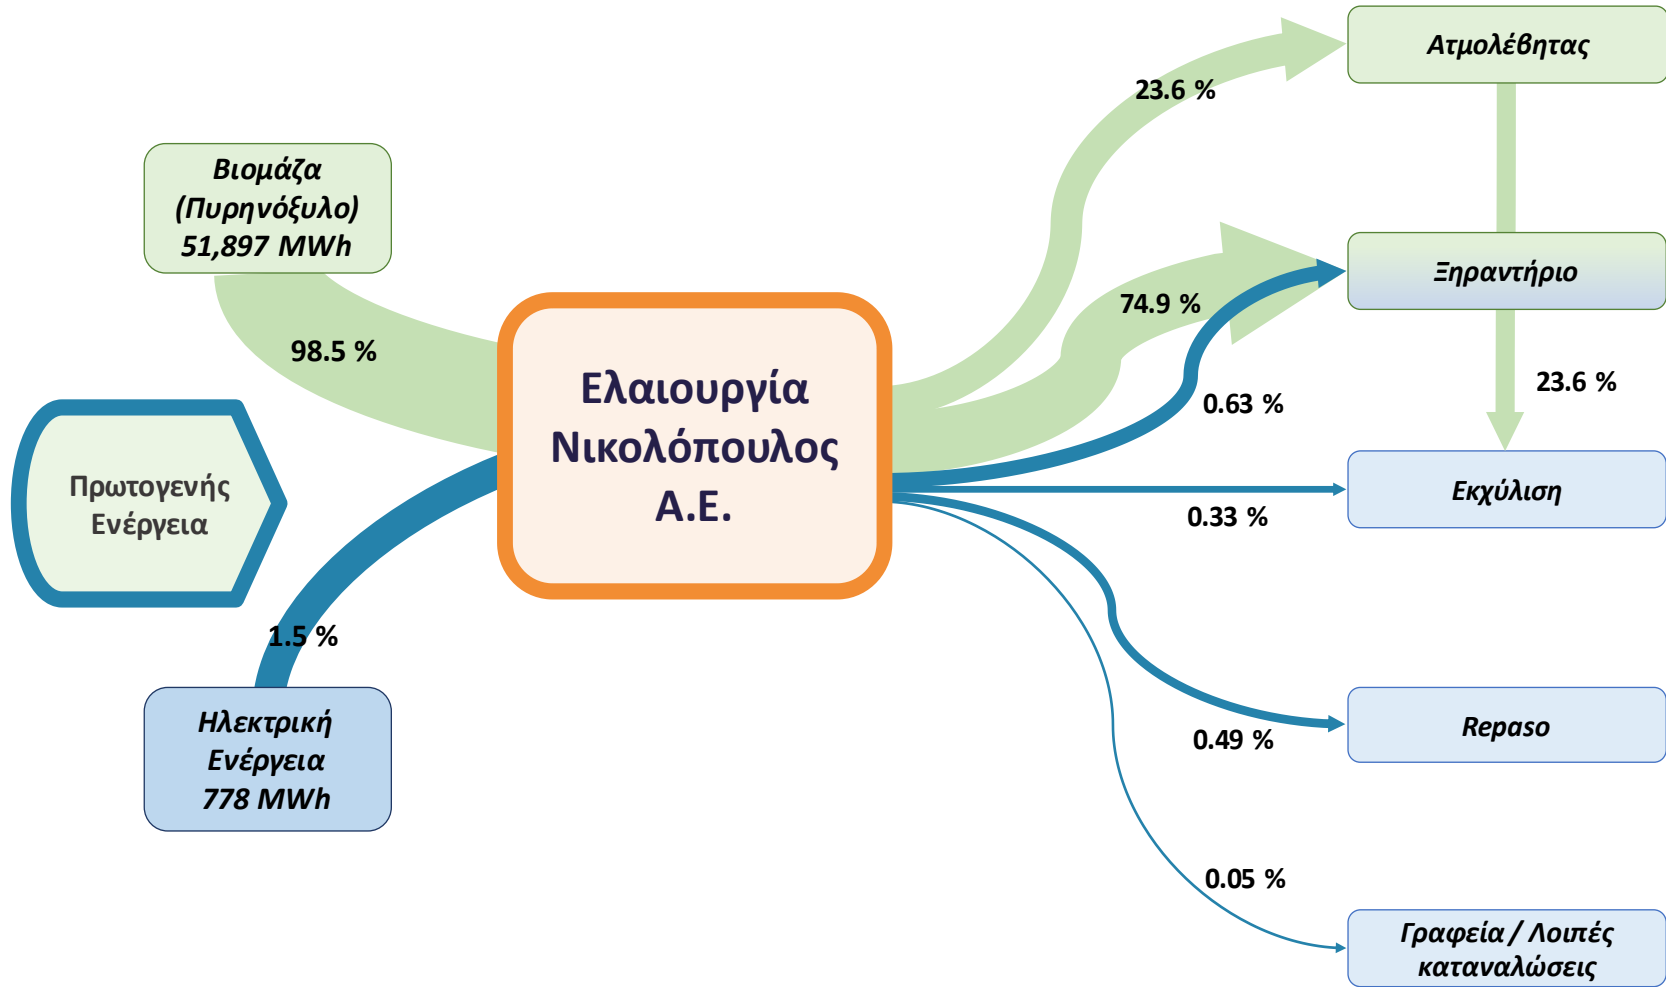 Ατμολέβητας
23.6 %
Βιομάζα
(Πυρηνόξυλο)
51,897 MWh
98.5 %
Ξηραντήριο
74.9 %
Ελαιουργία
Νικολόπουλος
Α.Ε.
0.63 %
23.6 %
Πρωτογενής
Ενέργεια
Εκχύλιση
0.33 %
1.5 %
Ηλεκτρική
Ενέργεια
778 MWh
Repaso
0.49 %
0.05 %
Γραφεία / Λοιπές
καταναλώσεις